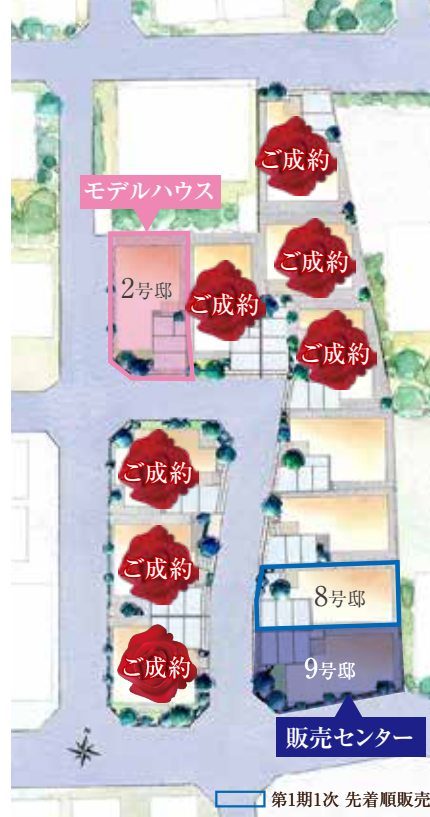 ご成約
モデルハウス
ご成約
2号邸
ご成約
ご成約
ご成約
ご成約
8号邸
ご成約
9号邸
販売センター
第1期1次 先着順販売